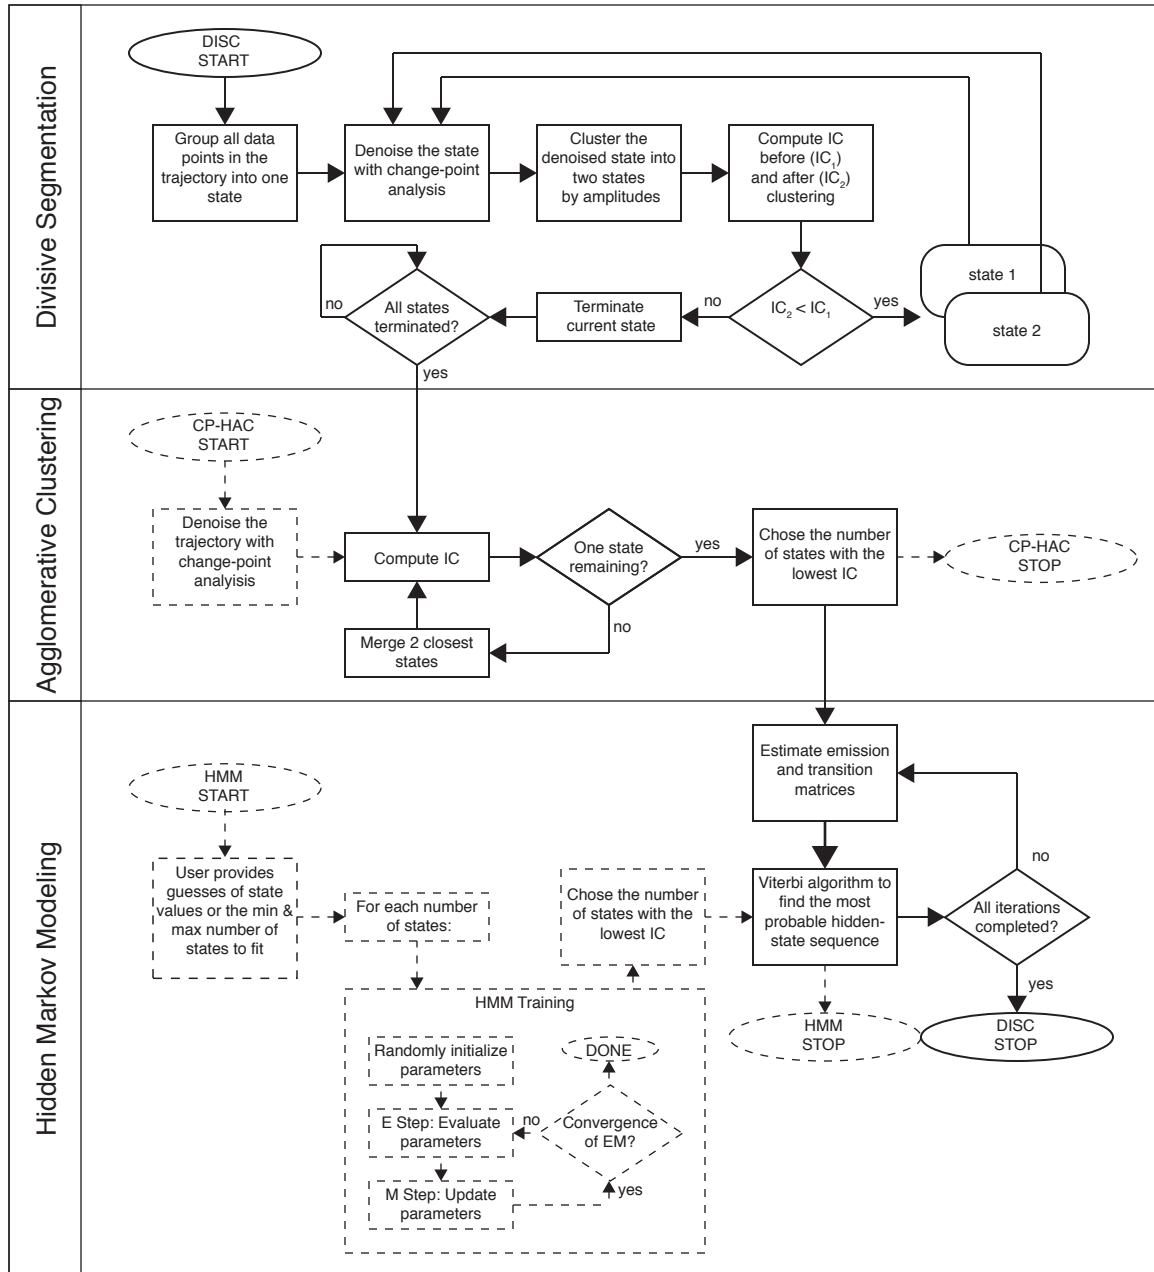 Divisive Segmentation
DISC
START
Group all data
points in the
trajectory into one
state
Denoise the state
with change-point
analysis
Cluster the
denoised state into
two states
by amplitudes
Compute IC
before (IC₁)
and after (IC₂)
clustering
state 1
state 2
IC₂ < IC₁
yes
no
Terminate
current state
All states
terminated?
no
yes
Agglomerative Clustering
CP-HAC
START
Denoise the
trajectory with
change-point
analyisis
Compute IC
One state
remaining?
yes
no
Merge 2 closest
states
Chose the number
of states with the
lowest IC
CP-HAC
STOP
Hidden Markov Modeling
HMM
START
User provides
guesses of state
values or the min &
max number of
states to fit
For each number
of states:
HMM Training
Randomly initialize
parameters
E Step: Evaluate
parameters
M Step: Update
parameters
DONE
Convergence
of EM?
no
yes
Chose the number
of states with the
lowest IC
Estimate emission
and transition
matrices
Viterbi algorithm to
find the most
probable hidden-
state sequence
All iterations
completed?
no
yes
HMM
STOP
DISC
STOP